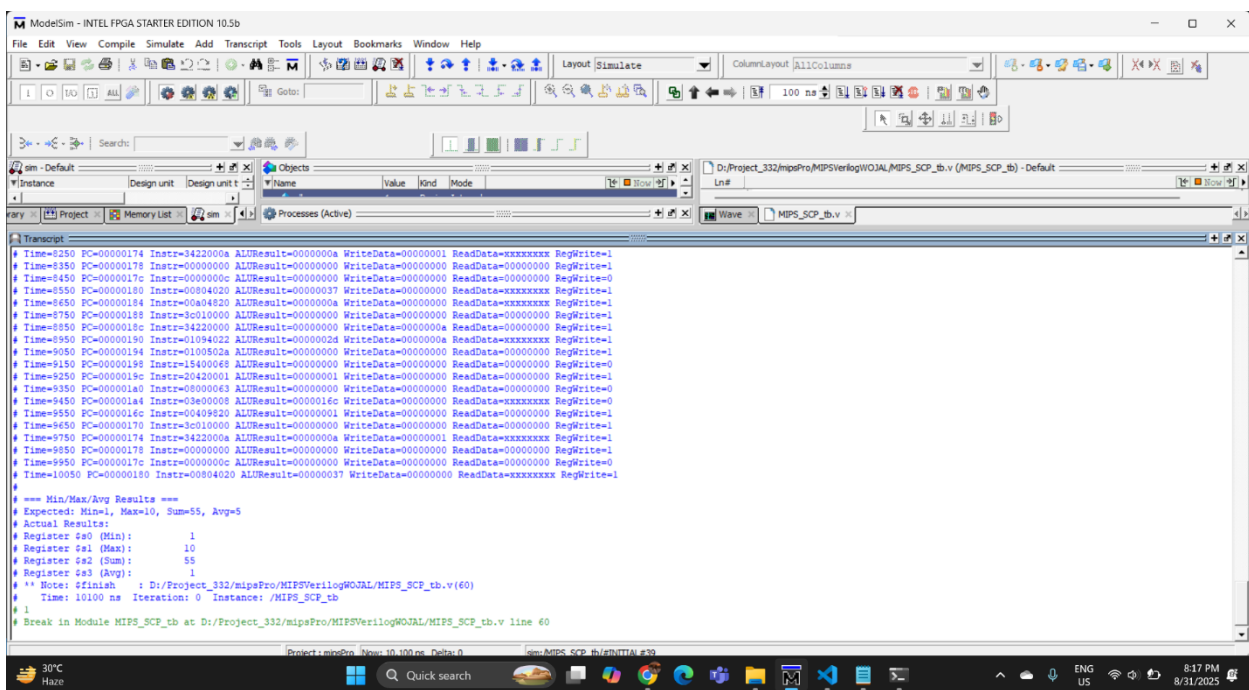 ModelSim - INTEL FPGA STARTER EDITION 10.5b
File Edit View Compile Simulate Add Transcript Tools Layout Bookmarks Window Help
Layout Simulate ColumnLayout AllColumns
Goto: 100 ns
Search:
sim - Default Objects D:/Project_332/mipsPro/MIPSVerilogWOJAL/MIPS_SCP_tb.v (/MIPS_SCP_tb) - Default
Instance Design unit Design unit t Name Value Kind Mode Now Ln# Now
rary Project Memory List sim Processes (Active) Wave MIPS_SCP_tb.v
Transcript
# Time=8250 PC=00000174 Instr=3422000a ALUResult=0000000a WriteData=00000001 ReadData=xxxxxxxx RegWrite=1
# Time=8350 PC=00000178 Instr=00000000 ALUResult=00000000 WriteData=00000000 ReadData=00000000 RegWrite=1
# Time=8450 PC=0000017c Instr=0000000c ALUResult=00000000 WriteData=00000000 ReadData=00000000 RegWrite=0
# Time=8550 PC=00000180 Instr=00804020 ALUResult=00000037 WriteData=00000000 ReadData=xxxxxxxx RegWrite=1
# Time=8650 PC=00000184 Instr=00a04820 ALUResult=0000000a WriteData=00000000 ReadData=xxxxxxxx RegWrite=1
# Time=8750 PC=00000188 Instr=3c010000 ALUResult=00000000 WriteData=00000000 ReadData=00000000 RegWrite=1
# Time=8850 PC=0000018c Instr=34220000 ALUResult=00000000 WriteData=0000000a ReadData=00000000 RegWrite=1
# Time=8950 PC=00000190 Instr=01094022 ALUResult=0000002d WriteData=0000000a ReadData=xxxxxxxx RegWrite=1
# Time=9050 PC=00000194 Instr=0100502a ALUResult=00000000 WriteData=00000000 ReadData=00000000 RegWrite=1
# Time=9150 PC=00000198 Instr=15400068 ALUResult=00000000 WriteData=00000000 ReadData=00000000 RegWrite=0
# Time=9250 PC=0000019c Instr=20420001 ALUResult=00000001 WriteData=00000000 ReadData=00000000 RegWrite=1
# Time=9350 PC=000001a0 Instr=08000063 ALUResult=00000000 WriteData=00000000 ReadData=00000000 RegWrite=0
# Time=9450 PC=000001a4 Instr=03e00008 ALUResult=0000016c WriteData=00000000 ReadData=xxxxxxxx RegWrite=0
# Time=9550 PC=0000016c Instr=00409820 ALUResult=00000001 WriteData=00000000 ReadData=00000000 RegWrite=1
# Time=9650 PC=00000170 Instr=3c010000 ALUResult=00000000 WriteData=00000000 ReadData=00000000 RegWrite=1
# Time=9750 PC=00000174 Instr=3422000a ALUResult=0000000a WriteData=00000001 ReadData=xxxxxxxx RegWrite=1
# Time=9850 PC=00000178 Instr=00000000 ALUResult=00000000 WriteData=00000000 ReadData=00000000 RegWrite=1
# Time=9950 PC=0000017c Instr=0000000c ALUResult=00000000 WriteData=00000000 ReadData=00000000 RegWrite=0
# Time=10050 PC=00000180 Instr=00804020 ALUResult=00000037 WriteData=00000000 ReadData=xxxxxxxx RegWrite=1
#
# === Min/Max/Avg Results ===
# Expected: Min=1, Max=10, Sum=55, Avg=5
# Actual Results:
# Register $s0 (Min): 1
# Register $s1 (Max): 10
# Register $s2 (Sum): 55
# Register $s3 (Avg): 1
# ** Note: $finish : D:/Project_332/mipsPro/MIPSVerilogWOJAL/MIPS_SCP_tb.v(60)
# Time: 10100 ns Iteration: 0 Instance: /MIPS_SCP_tb
# 1
# Break in Module MIPS_SCP_tb at D:/Project_332/mipsPro/MIPSVerilogWOJAL/MIPS_SCP_tb.v line 60
Project : mipsPro Now: 10,100 ns Delta: 0 sim:/MIPS_SCP_tb/#INITIAL#39
30°C
Haze
Quick search
ENG
US
8:17 PM
8/31/2025